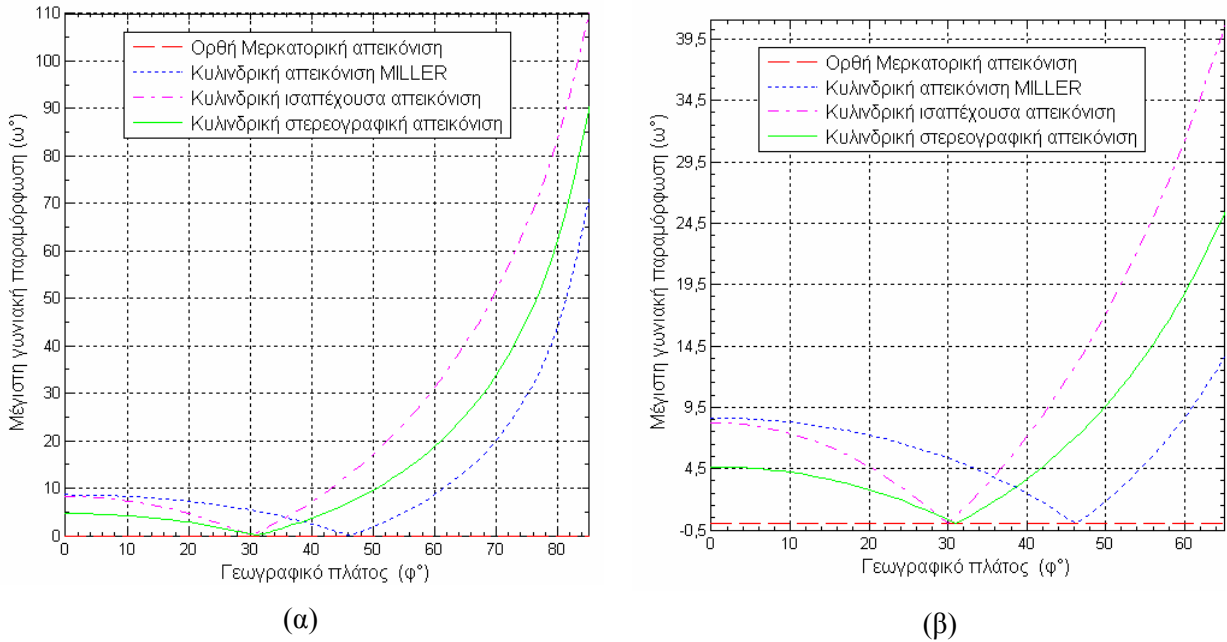 110
100
90
80
70
60
50
40
30
20
10
0
Μέγιστη γωνιακή παραμόρφωση (ω°)
Ορθή Μερκατορική απεικόνιση
Κυλινδρική απεικόνιση MILLER
Κυλινδρική ισαπέχουσα απεικόνιση
Κυλινδρική στερεογραφική απεικόνιση
0 10 20 30 40 50 60 70 80
Γεωγραφικό πλάτος (φ°)
(α)
39,5
34,5
29,5
24,5
19,5
14,5
9,5
4,5
-0,5
Μέγιστη γωνιακή παραμόρφωση (ω°)
Ορθή Μερκατορική απεικόνιση
Κυλινδρική απεικόνιση MILLER
Κυλινδρική ισαπέχουσα απεικόνιση
Κυλινδρική στερεογραφική απεικόνιση
0 10 20 30 40 50 60
Γεωγραφικό πλάτος (φ°)
(β)